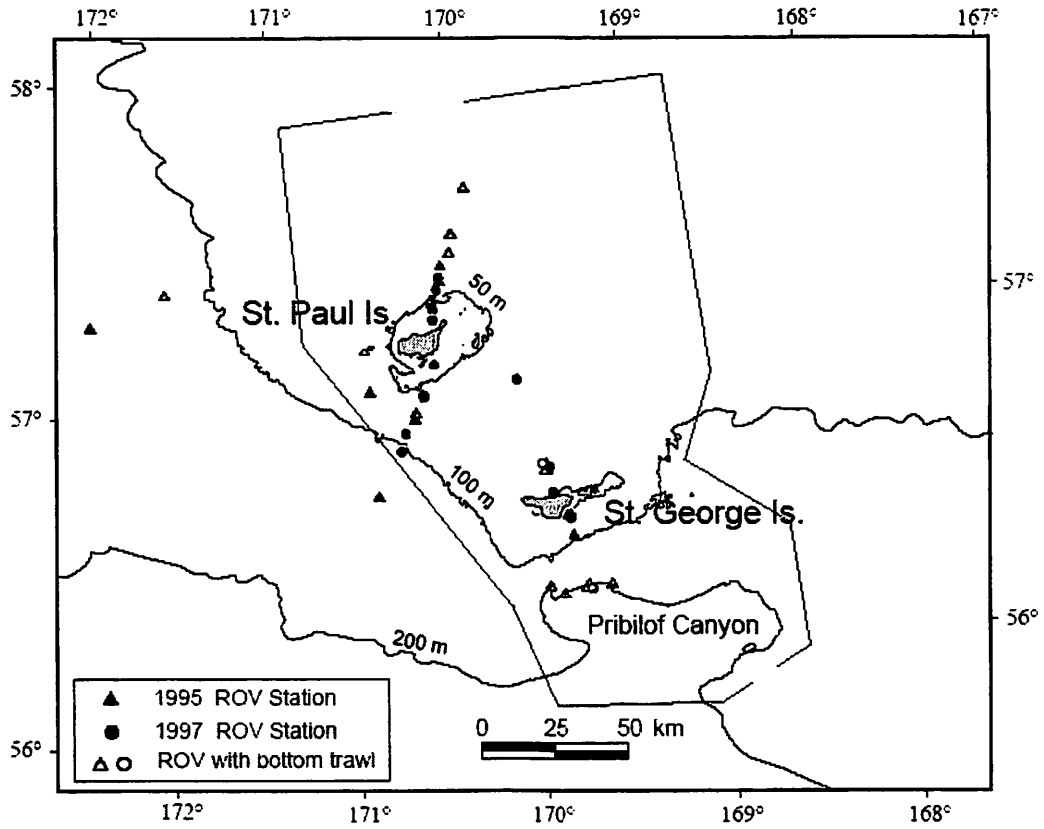 172° 171° 170° 169° 168° 167°
58°
57°
50 m
St. Paul Is.
57°
100 m
St. George Is.
Pribilof Canyon
56°
200 m
1995 ROV Station
1997 ROV Station
ROV with bottom trawl
0 25 50 km
56°
172° 171° 170° 169° 168°